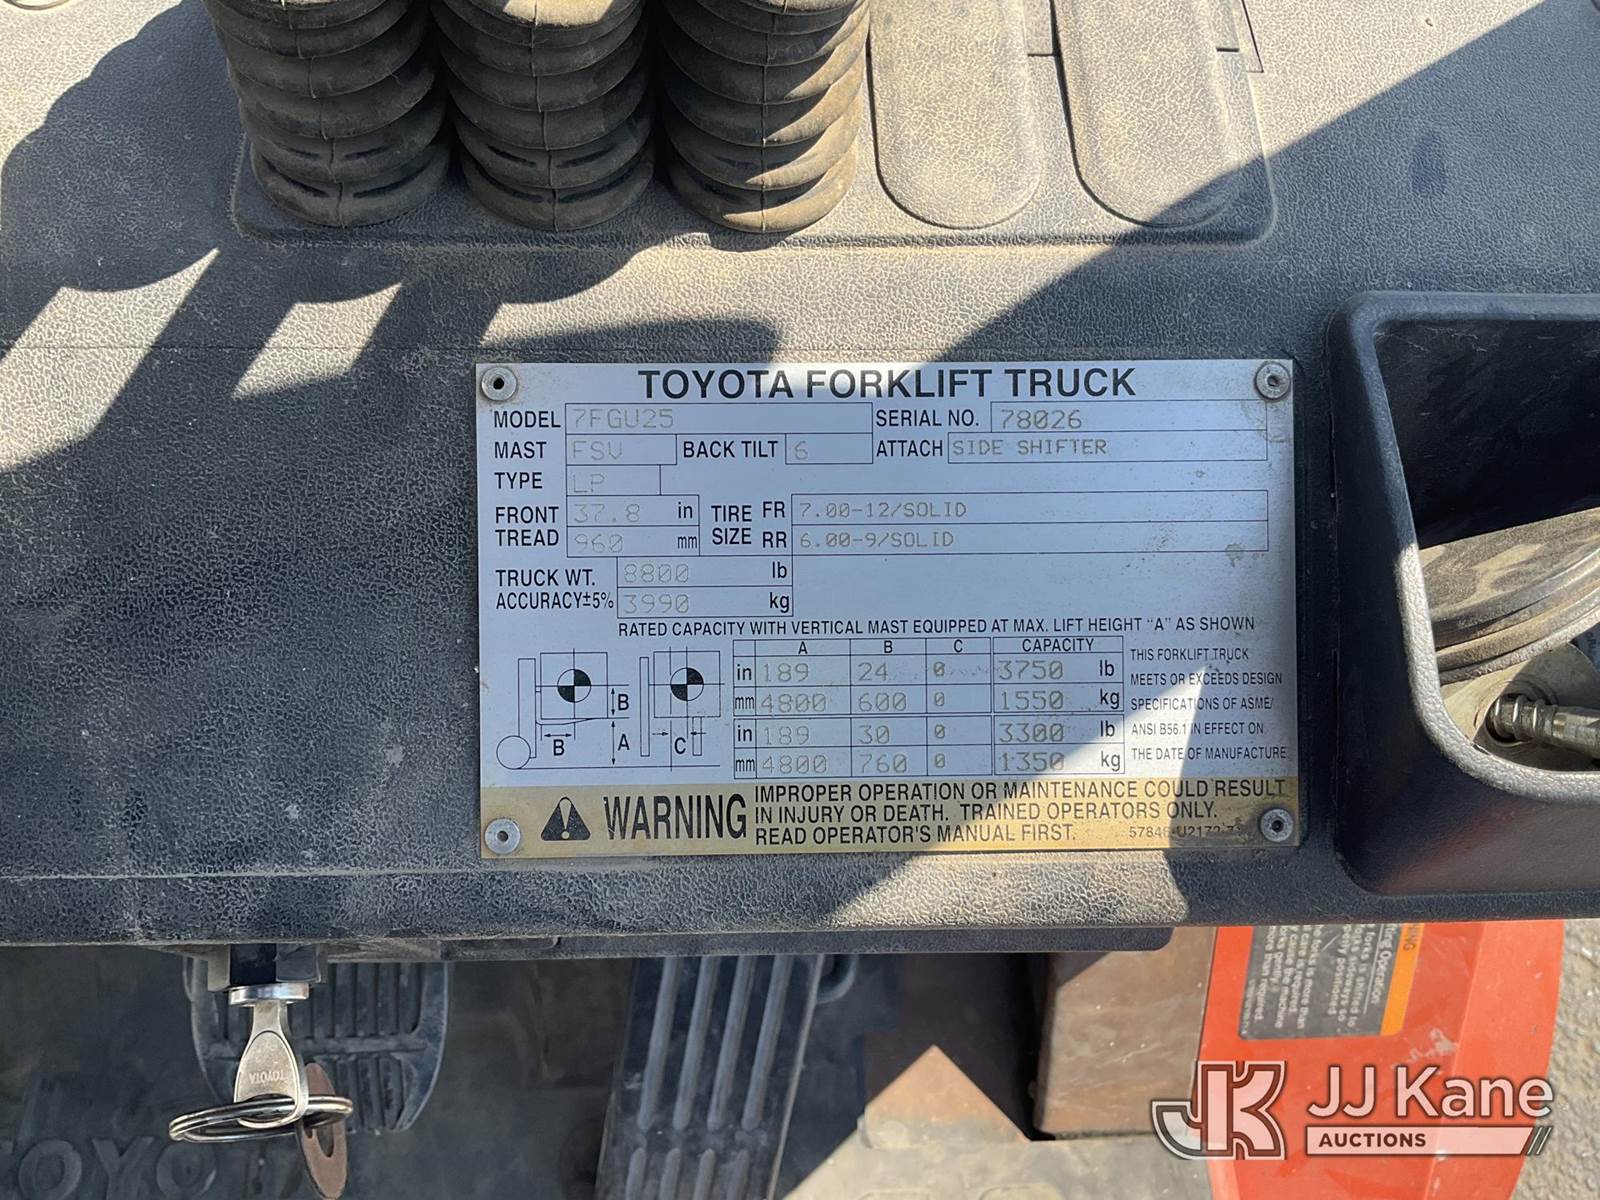 TOYOTA FORKLIFT TRUCK
MODEL 7FGU25 SERIAL NO. 78026
MAST FSV BACK TILT 6 ATTACH SIDE SHIFTER
TYPE LP
FRONT TREAD 37.8 in TIRE SIZE FR 7.00-12/SOLID
960 mm RR 6.00-9/SOLID
TRUCK WT. 8800 lb
ACCURACY±5% 3990 kg
RATED CAPACITY WITH VERTICAL MAST EQUIPPED AT MAX. LIFT HEIGHT "A" AS SHOWN
A B C CAPACITY
in 189 24 0 3750 lb
mm 4800 600 0 1550 kg
in 189 30 0 3300 lb
mm 4800 760 0 1350 kg
B B A C
THIS FORKLIFT TRUCK
MEETS OR EXCEEDS DESIGN
SPECIFICATIONS OF ASME/
ANSI B56.1 IN EFFECT ON
THE DATE OF MANUFACTURE
WARNING
IMPROPER OPERATION OR MAINTENANCE COULD RESULT
IN INJURY OR DEATH. TRAINED OPERATORS ONLY.
READ OPERATOR'S MANUAL FIRST.
TOYOTA
TOYOTA
JK JJ Kane
AUCTIONS